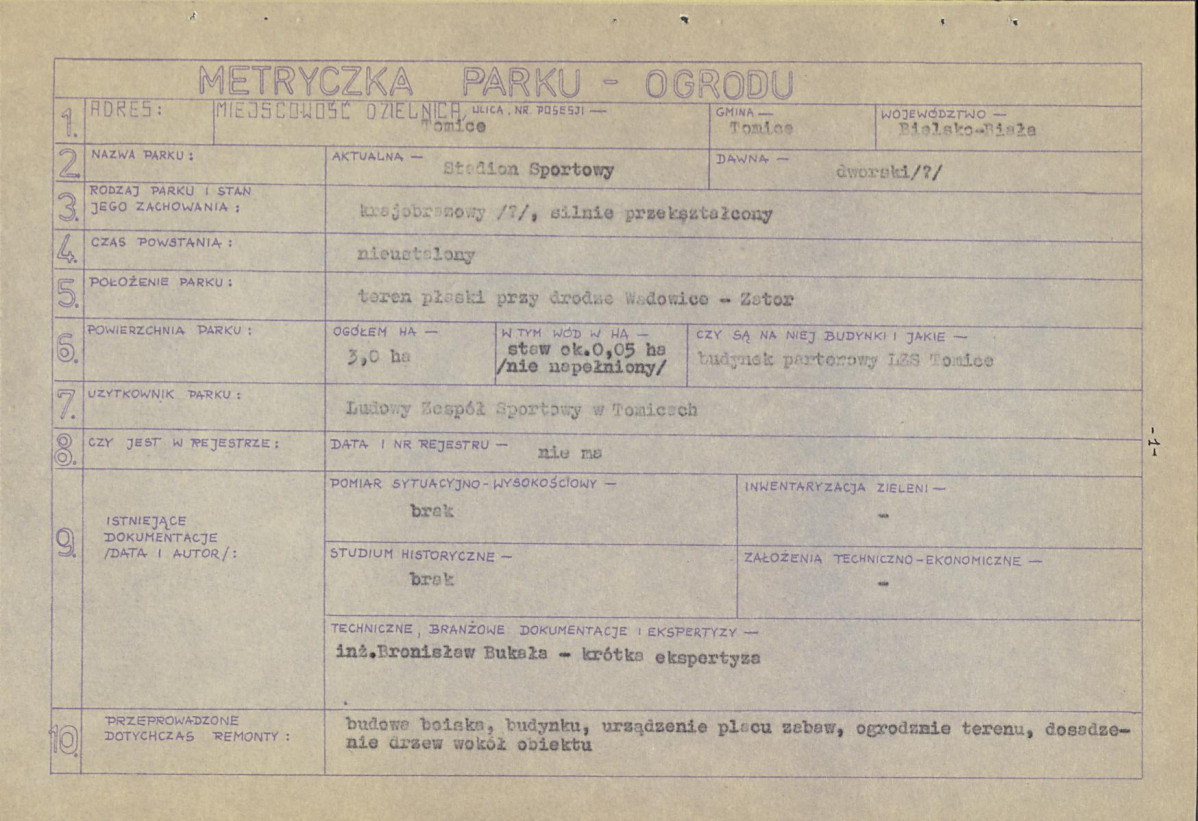 METRYCZKA PARKU - OGRODU
1. ADRES: MIEJSCOWOŚĆ DZIELNICA, ULICA, NR. POSESJI — GMINA — WOJEWÓDZTWO —
Tomice Tomice Bielsko-Biała
2. NAZWA PARKU: AKTUALNA — DAWNA —
Stadion Sportowy dworski/?/
3. RODZAJ PARKU I STAN
JEGO ZACHOWANIA:
krajobrazowy /?/, silnie przekształcony
4. CZAS POWSTANIA:
nieustalony
5. POŁOŻENIE PARKU:
teren płaski przy drodze Wadowice - Zator
6. POWIERZCHNIA PARKU: OGÓŁEM HA — W TYM WÓD W HA — CZY SĄ NA NIEJ BUDYNKI I JAKIE —
3,0 ha staw ok.0,05 ha budynek parterowy LZS Tomice
/nie napełniony/
7. UŻYTKOWNIK PARKU:
Ludowy Zespół Sportowy w Tomicach
8. CZY JEST W REJESTRZE: DATA I NR REJESTRU —
nie ma
-1-
9. ISTNIEJĄCE
DOKUMENTACJE
/DATA I AUTOR/:
POMIAR SYTUACYJNO-WYSOKOŚCIOWY — INWENTARYZACJA ZIELENI —
brak -
STUDIUM HISTORYCZNE — ZAŁOŻENIA TECHNICZNO-EKONOMICZNE —
brak -
TECHNICZNE, BRANŻOWE DOKUMENTACJE I EKSPERTYZY —
inż.Bronisław Bukała - krótka ekspertyza
10. PRZEPROWADZONE
DOTYCHCZAS REMONTY:
budowa boiska, budynku, urządzenie placu zabaw, ogrodznie terenu, dosadze-
nie drzew wokół obiektu